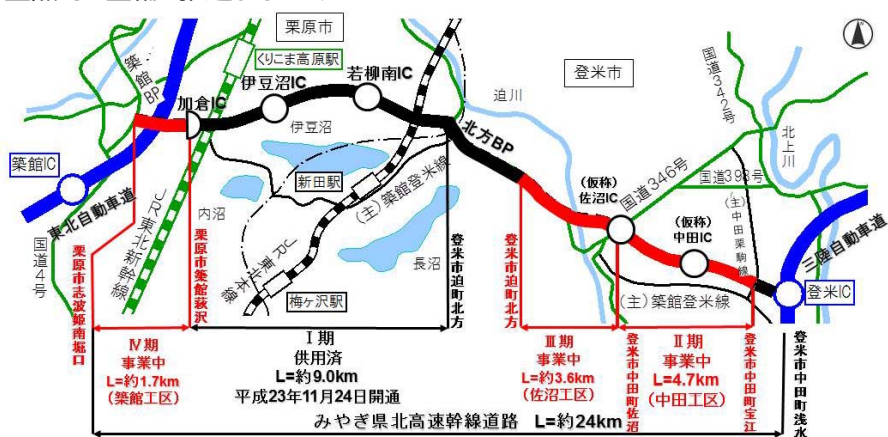 栗原市
登米市
くりこま高原駅
築館BP
加倉IC
伊豆沼IC
若柳南IC
迫川
国道342号
北上川
伊豆沼
北方BP
築館IC
東北自動車道
新田駅
(主)築館登米線
内沼
JR東北新幹線
JR東北本線
長沼
梅ヶ沢駅
国道4号
(仮称)
佐沼IC
国道346号
国道398号
(仮称)
中田IC
(主)中田栗駒線
三陸自動車道
登米IC
(主)築館登米線
栗原市志波姫南堀口
栗原市築館萩沢
登米市迫町北方
登米市迫町北方
登米市中田町佐沼
登米市中田町宝江
登米市中田町浅水
Ⅳ期
事業中
L=約1.7km
(築館工区)
Ⅰ期
供用済
L=約9.0km
平成23年11月24日開通
Ⅲ期
事業中
L=約3.6km
(佐沼工区)
Ⅱ期
事業中
L=4.7km
(中田工区)
みやぎ県北高速幹線道路 L=約24km